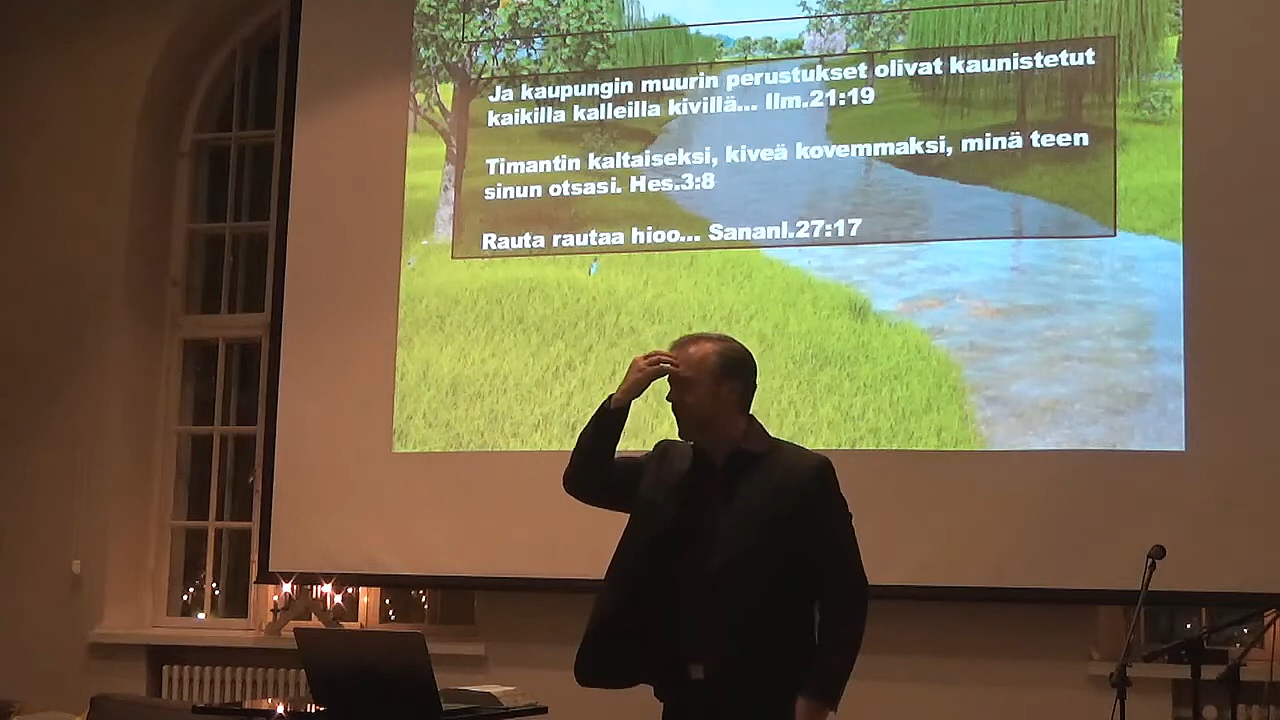 Ja kaupungin muurin perustukset olivat kaunistetut
kaikilla kalleilla kivillä... Ilm.21:19
Timantin kaltaiseksi, kiveä kovemmaksi, minä teen
sinun otsasi. Hes.3:8
Rauta rautaa hioo... Sananl.27:17